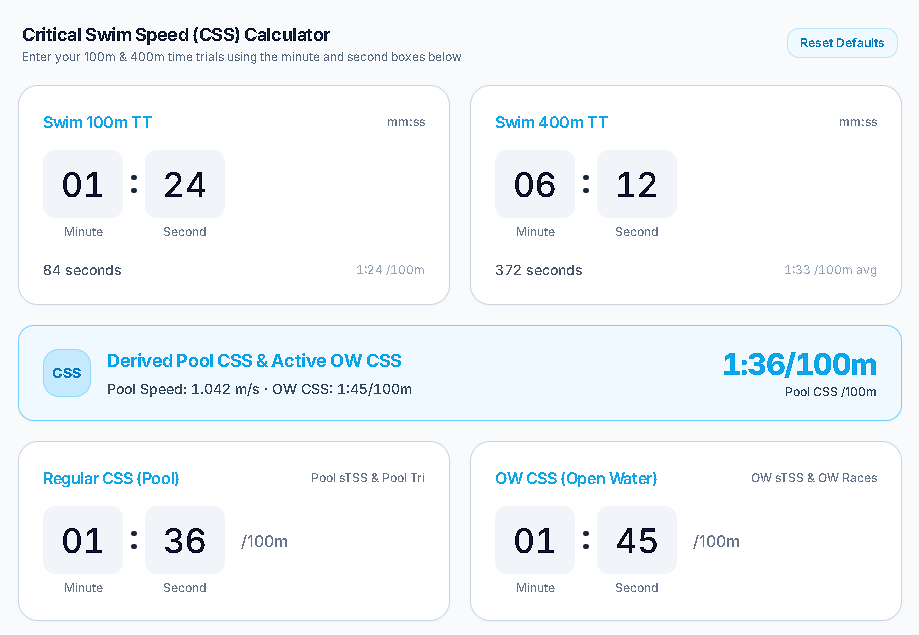 Critical Swim Speed (CSS) Calculator
Enter your 100m & 400m time trials using the minute and second boxes below
Reset Defaults
Swim 100m TT
mm:ss
01 : 24
Minute Second
84 seconds
1:24 /100m
Swim 400m TT
mm:ss
06 : 12
Minute Second
372 seconds
1:33 /100m avg
CSS
Derived Pool CSS & Active OW CSS
Pool Speed: 1.042 m/s · OW CSS: 1:45/100m
1:36/100m
Pool CSS /100m
Regular CSS (Pool)
Pool sTSS & Pool Tri
01 : 36 /100m
Minute Second
OW CSS (Open Water)
OW sTSS & OW Races
01 : 45 /100m
Minute Second